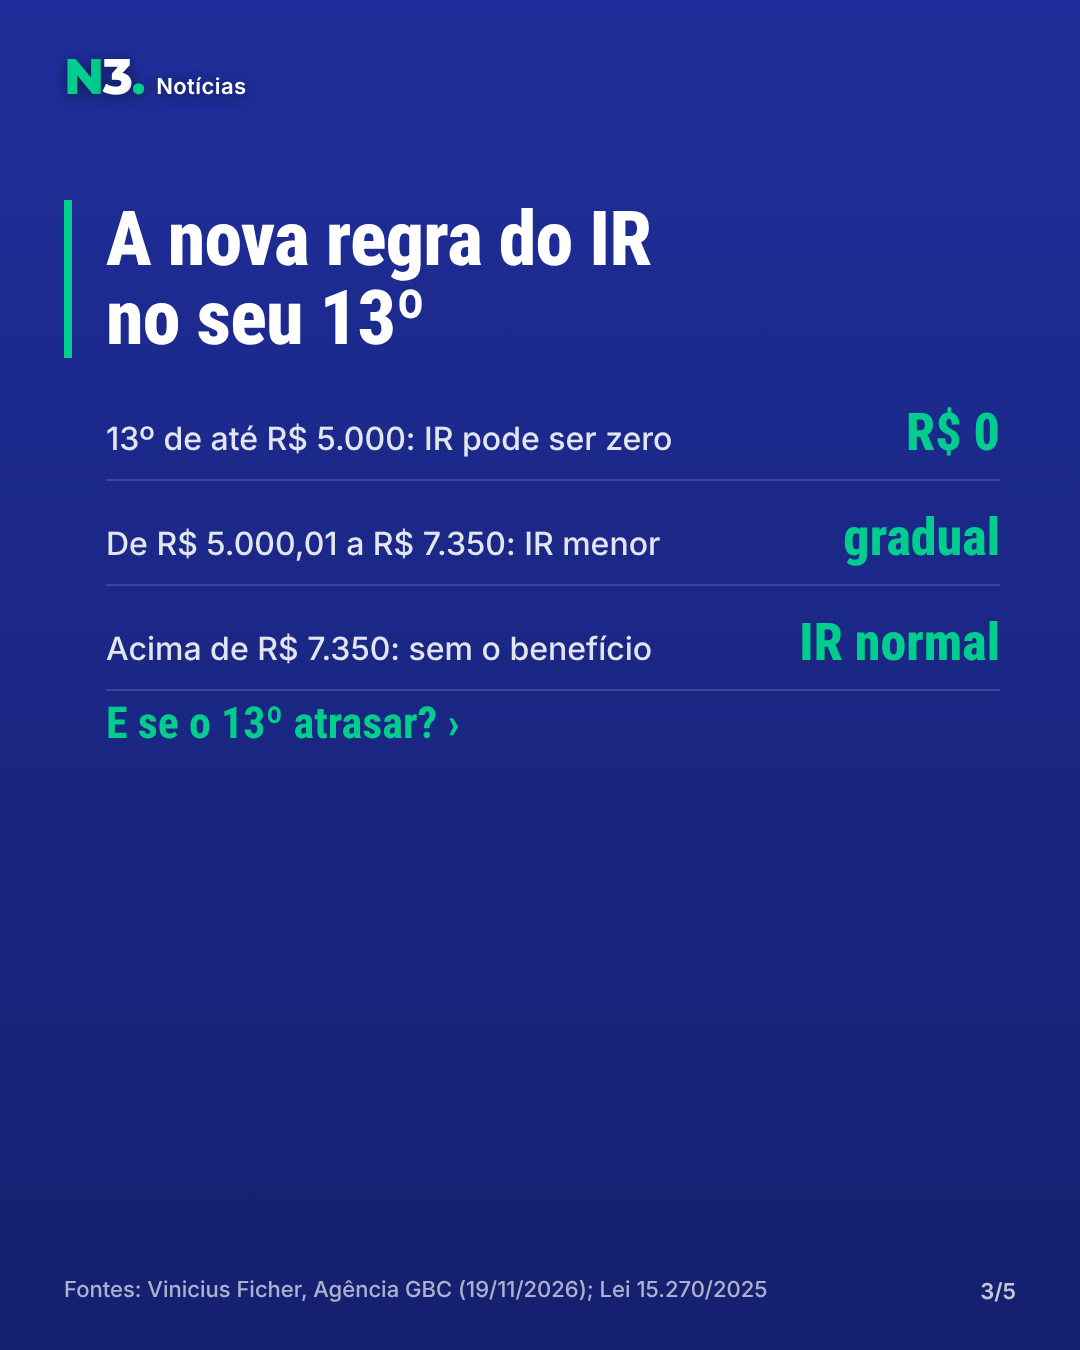 N3. Notícias
A nova regra do IR
no seu 13º
13º de até R$ 5.000: IR pode ser zero R$ 0
De R$ 5.000,01 a R$ 7.350: IR menor gradual
Acima de R$ 7.350: sem o benefício IR normal
E se o 13º atrasar? ›
Fontes: Vinicius Ficher, Agência GBC (19/11/2026); Lei 15.270/2025 3/5